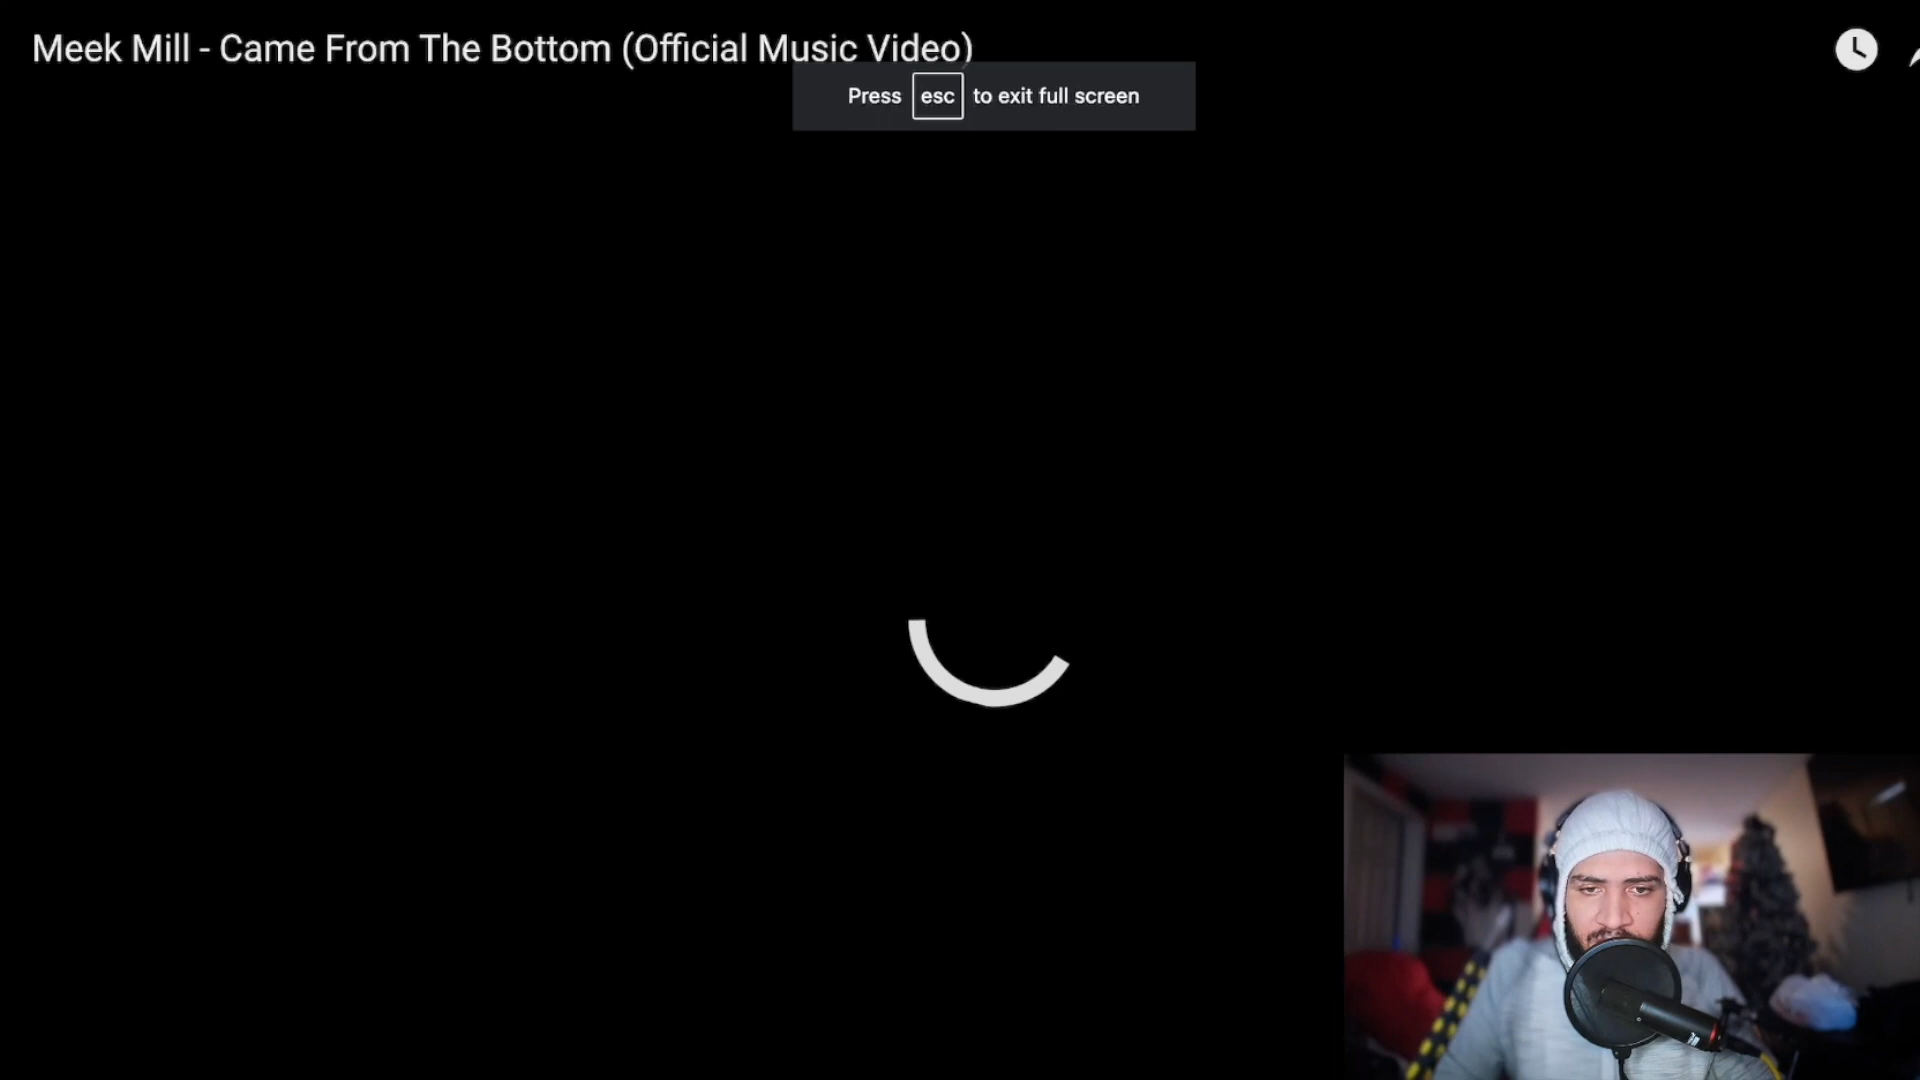 Meek Mill - Came From The Bottom (Official Music Video)
Press esc to exit full screen